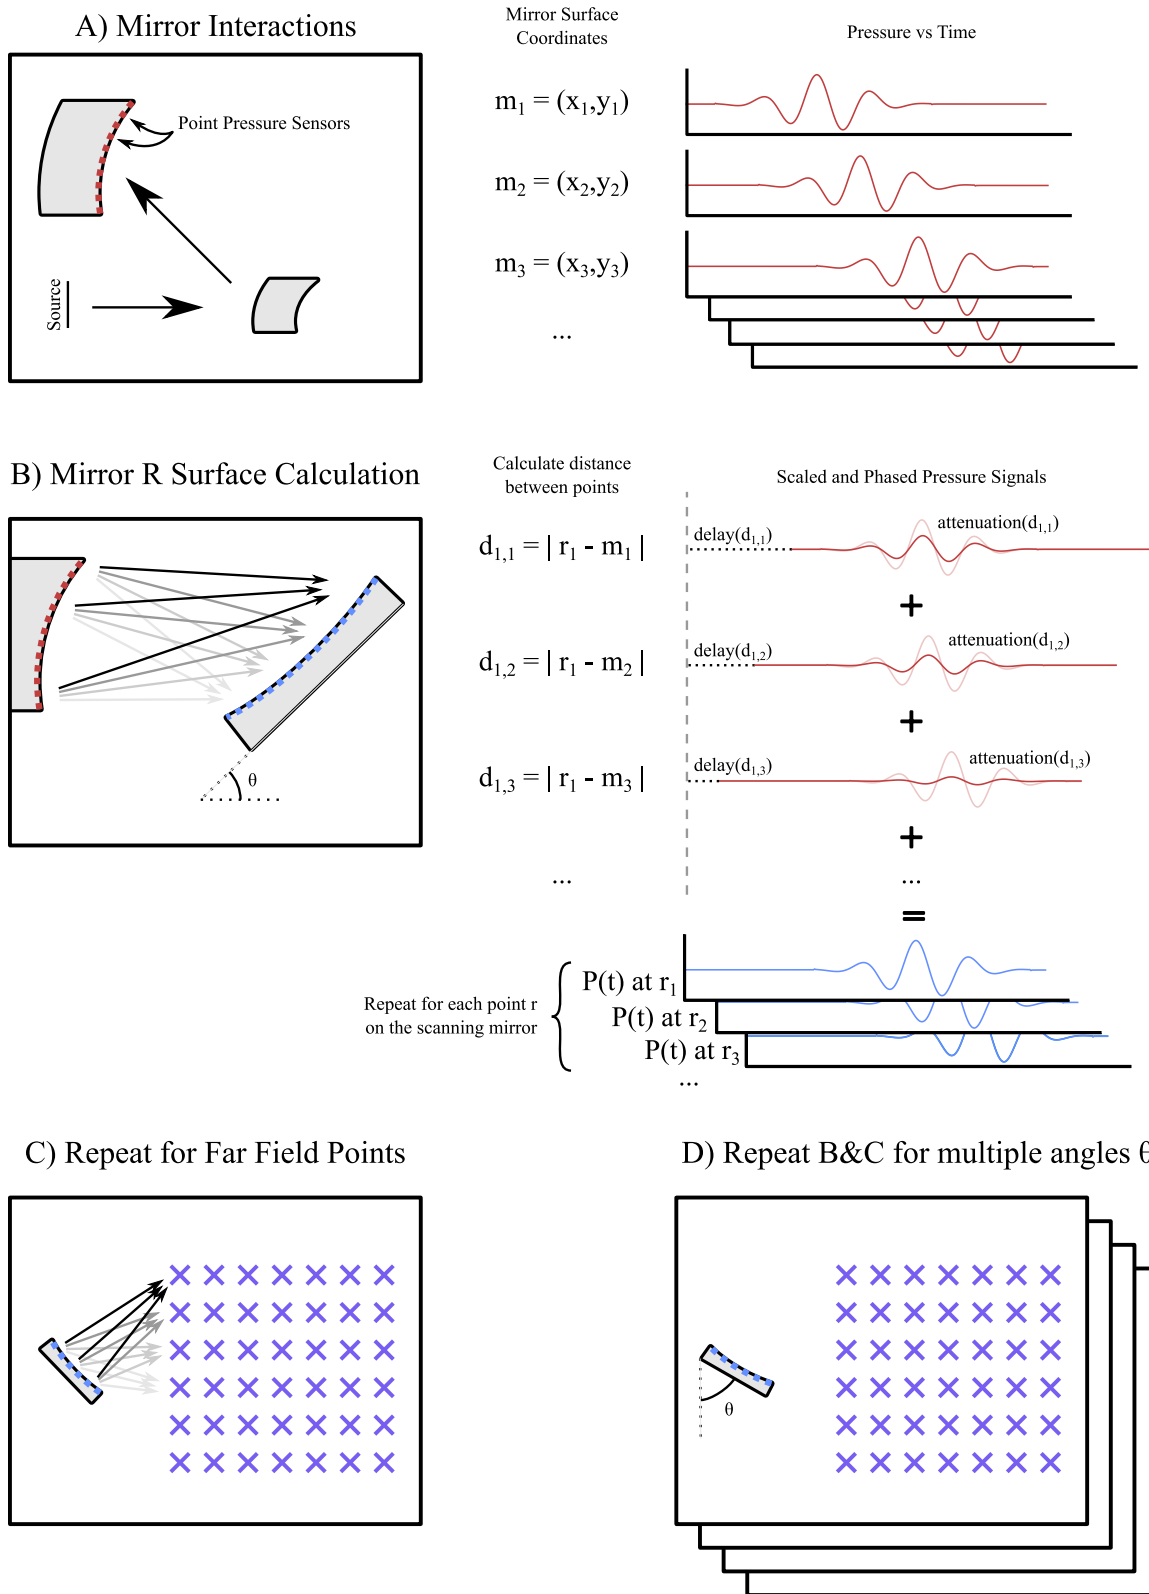 A) Mirror Interactions
Mirror Surface
Coordinates
Pressure vs Time
Point Pressure Sensors
Source
m₁ = (x₁,y₁)
m₂ = (x₂,y₂)
m₃ = (x₃,y₃)
...
B) Mirror R Surface Calculation
Calculate distance
between points
Scaled and Phased Pressure Signals
θ
d₁,₁ = | r₁ - m₁ |
delay(d₁,₁)
attenuation(d₁,₁)
+
d₁,₂ = | r₁ - m₂ |
delay(d₁,₂)
attenuation(d₁,₂)
+
d₁,₃ = | r₁ - m₃ |
delay(d₁,₃)
attenuation(d₁,₃)
+
...
...
=
Repeat for each point r
on the scanning mirror
P(t) at r₁
P(t) at r₂
P(t) at r₃
...
C) Repeat for Far Field Points
D) Repeat B&C for multiple angles θ
θ